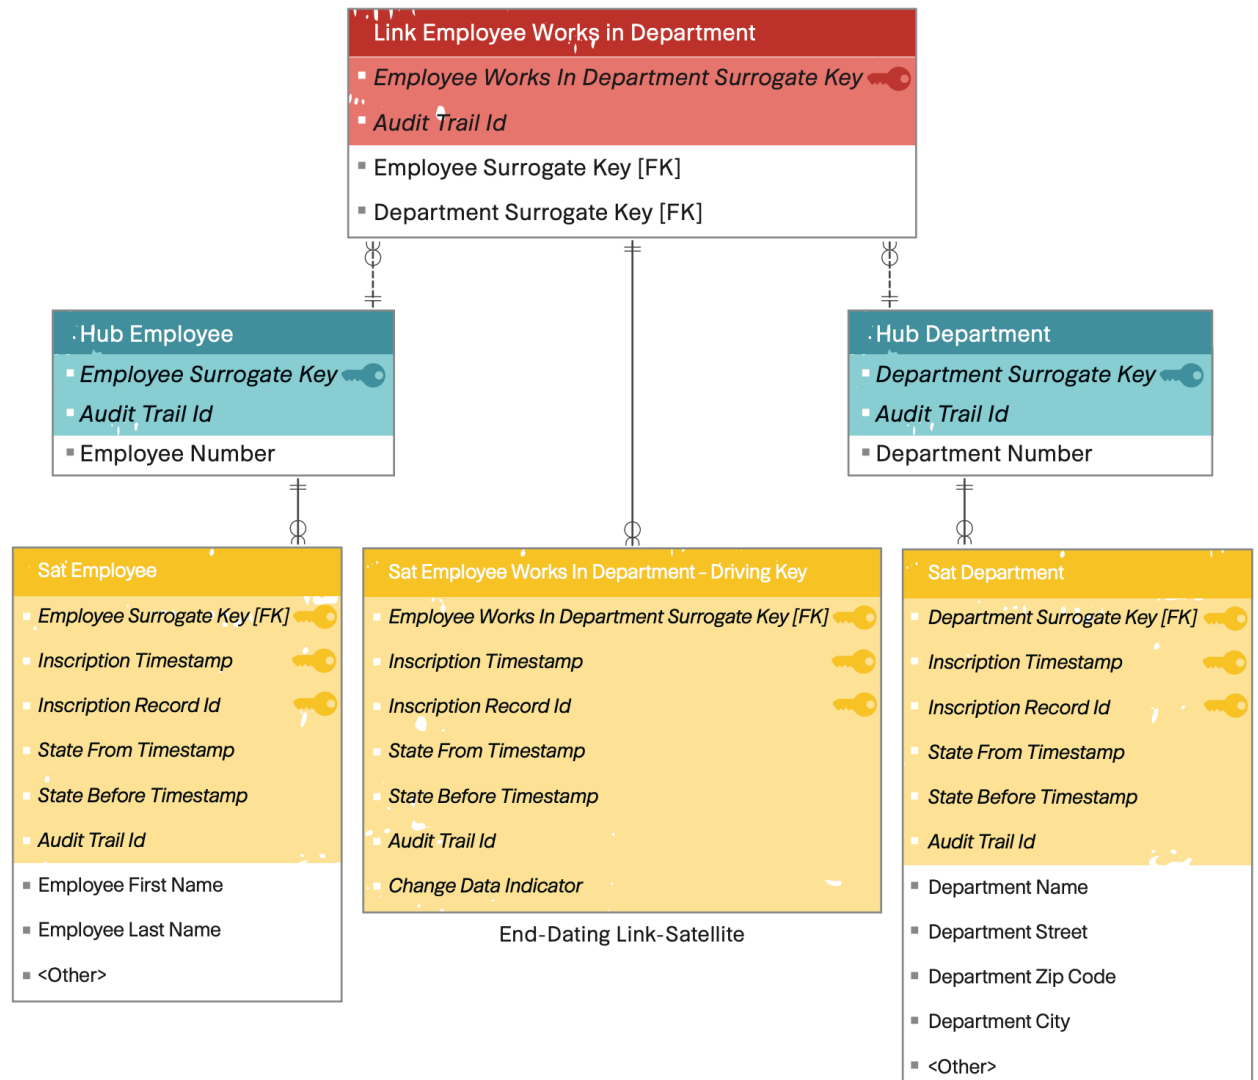 Link Employee Works in Department
Employee Works In Department Surrogate Key
Audit Trail Id
Employee Surrogate Key [FK]
Department Surrogate Key [FK]
Hub Employee
Employee Surrogate Key
Audit Trail Id
Employee Number
Hub Department
Department Surrogate Key
Audit Trail Id
Department Number
Sat Employee
Employee Surrogate Key [FK]
Inscription Timestamp
Inscription Record Id
State From Timestamp
State Before Timestamp
Audit Trail Id
Employee First Name
Employee Last Name
<Other>
Sat Employee Works In Department - Driving Key
Employee Works In Department Surrogate Key [FK]
Inscription Timestamp
Inscription Record Id
State From Timestamp
State Before Timestamp
Audit Trail Id
Change Data Indicator
End-Dating Link-Satellite
Sat Department
Department Surrogate Key [FK]
Inscription Timestamp
Inscription Record Id
State From Timestamp
State Before Timestamp
Audit Trail Id
Department Name
Department Street
Department Zip Code
Department City
<Other>